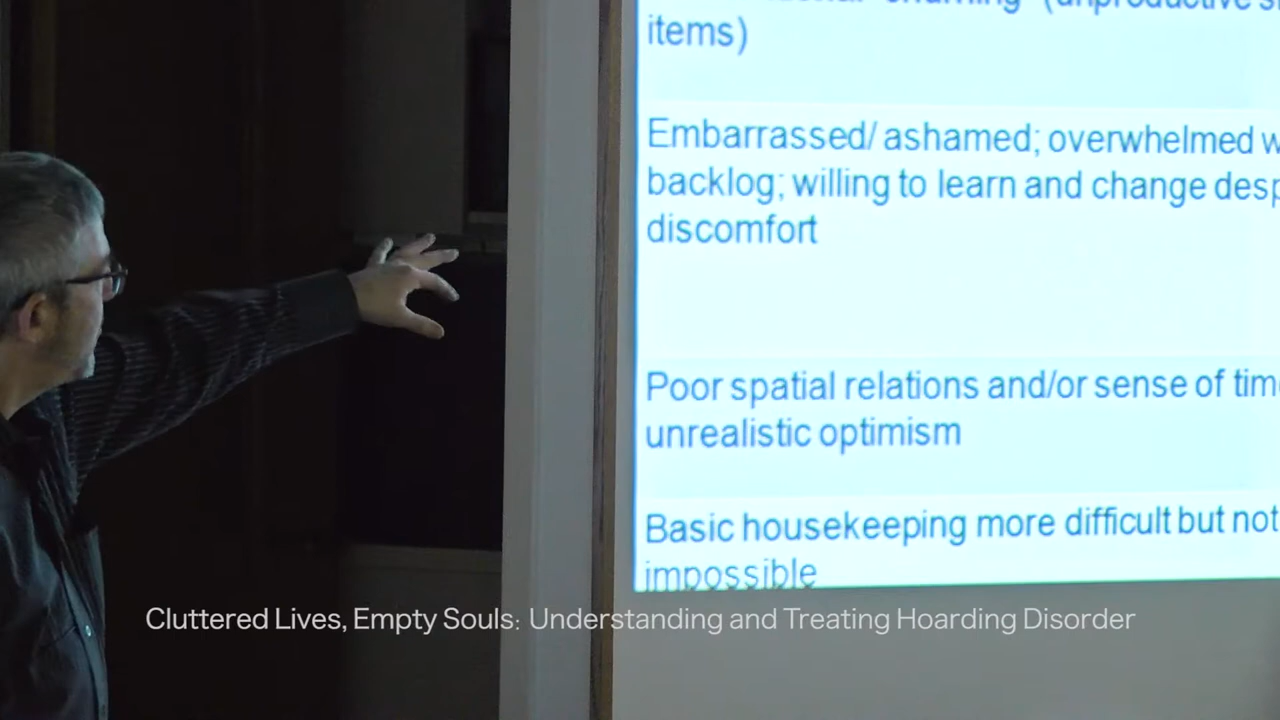 items)
Embarrassed/ ashamed; overwhelmed
backlog; willing to learn and change
discomfort
Poor spatial relations and/or sense of
unrealistic optimism
Basic housekeeping more difficult but not
impossible
Cluttered Lives, Empty Souls: Understanding and Treating Hoarding Disorder